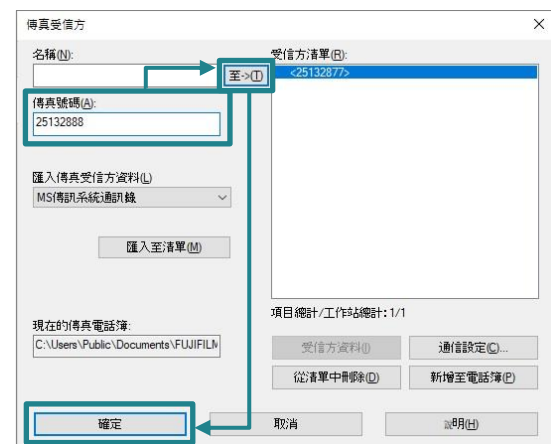 傳真受信方
名稱(N):
至->(T)
傳真號碼(A):
25132888
匯入傳真受信方資料(L)
MS傳訊系統通訊錄
匯入至清單(M)
現在的傳真電話簿:
C:\Users\Public\Documents\FUJIFILM
受信方清單(R):
<25132877>
項目總計/工作站總計: 1/1
受信方資料(I)
通信設定(C)...
從清單中刪除(D)
新增至電話簿(P)
確定
取消
說明(H)